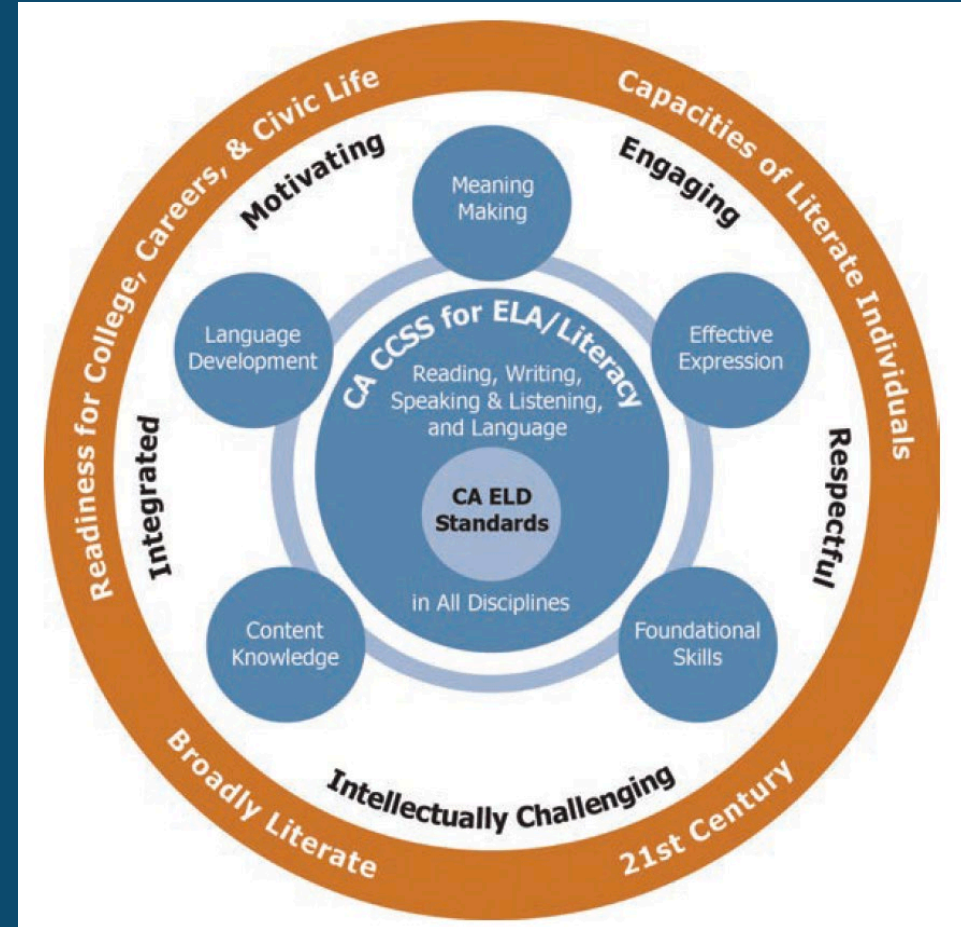 Readiness for College, Careers, & Civic Life
Capacities of Literate Individuals
Motivating
Engaging
Meaning
Making
Language
Development
Effective
Expression
CA CCSS for ELA/Literacy
Reading, Writing,
Speaking & Listening,
and Language
CA ELD
Standards
in All Disciplines
Integrated
Respectful
Content
Knowledge
Foundational
Skills
Intellectually Challenging
Broadly Literate
21st Century